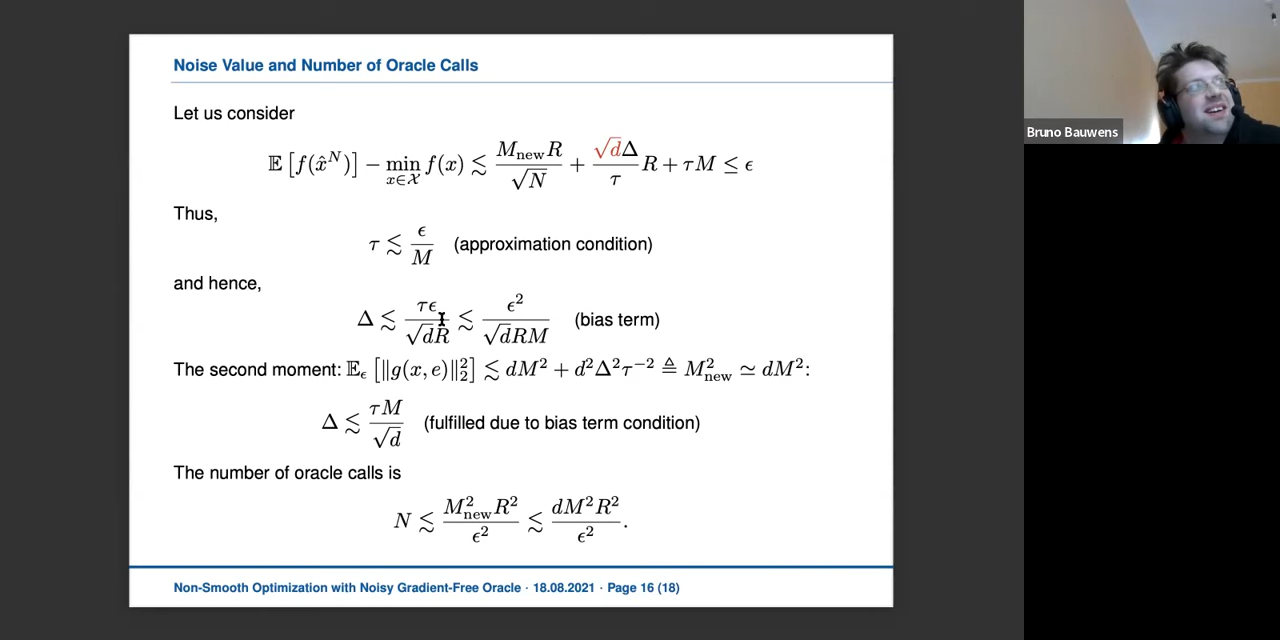 Noise Value and Number of Oracle Calls
Let us consider
𝔼 [f(x̂^N)] − min_{x∈𝒳} f(x) ≲ M_new R / √N + √d Δ / τ R + τM ≤ ϵ
Thus,
τ ≲ ϵ / M (approximation condition)
and hence,
Δ ≲ τϵ / √d R ≲ ϵ² / √d RM (bias term)
The second moment: 𝔼_ϵ [‖g(x, e)‖₂²] ≲ dM² + d²Δ²τ⁻² ≜ M²_new ≃ dM²:
Δ ≲ τM / √d (fulfilled due to bias term condition)
The number of oracle calls is
N ≲ M²_new R² / ϵ² ≲ dM²R² / ϵ².
Non-Smooth Optimization with Noisy Gradient-Free Oracle · 18.08.2021 · Page 16 (18)
Bruno Bauwens